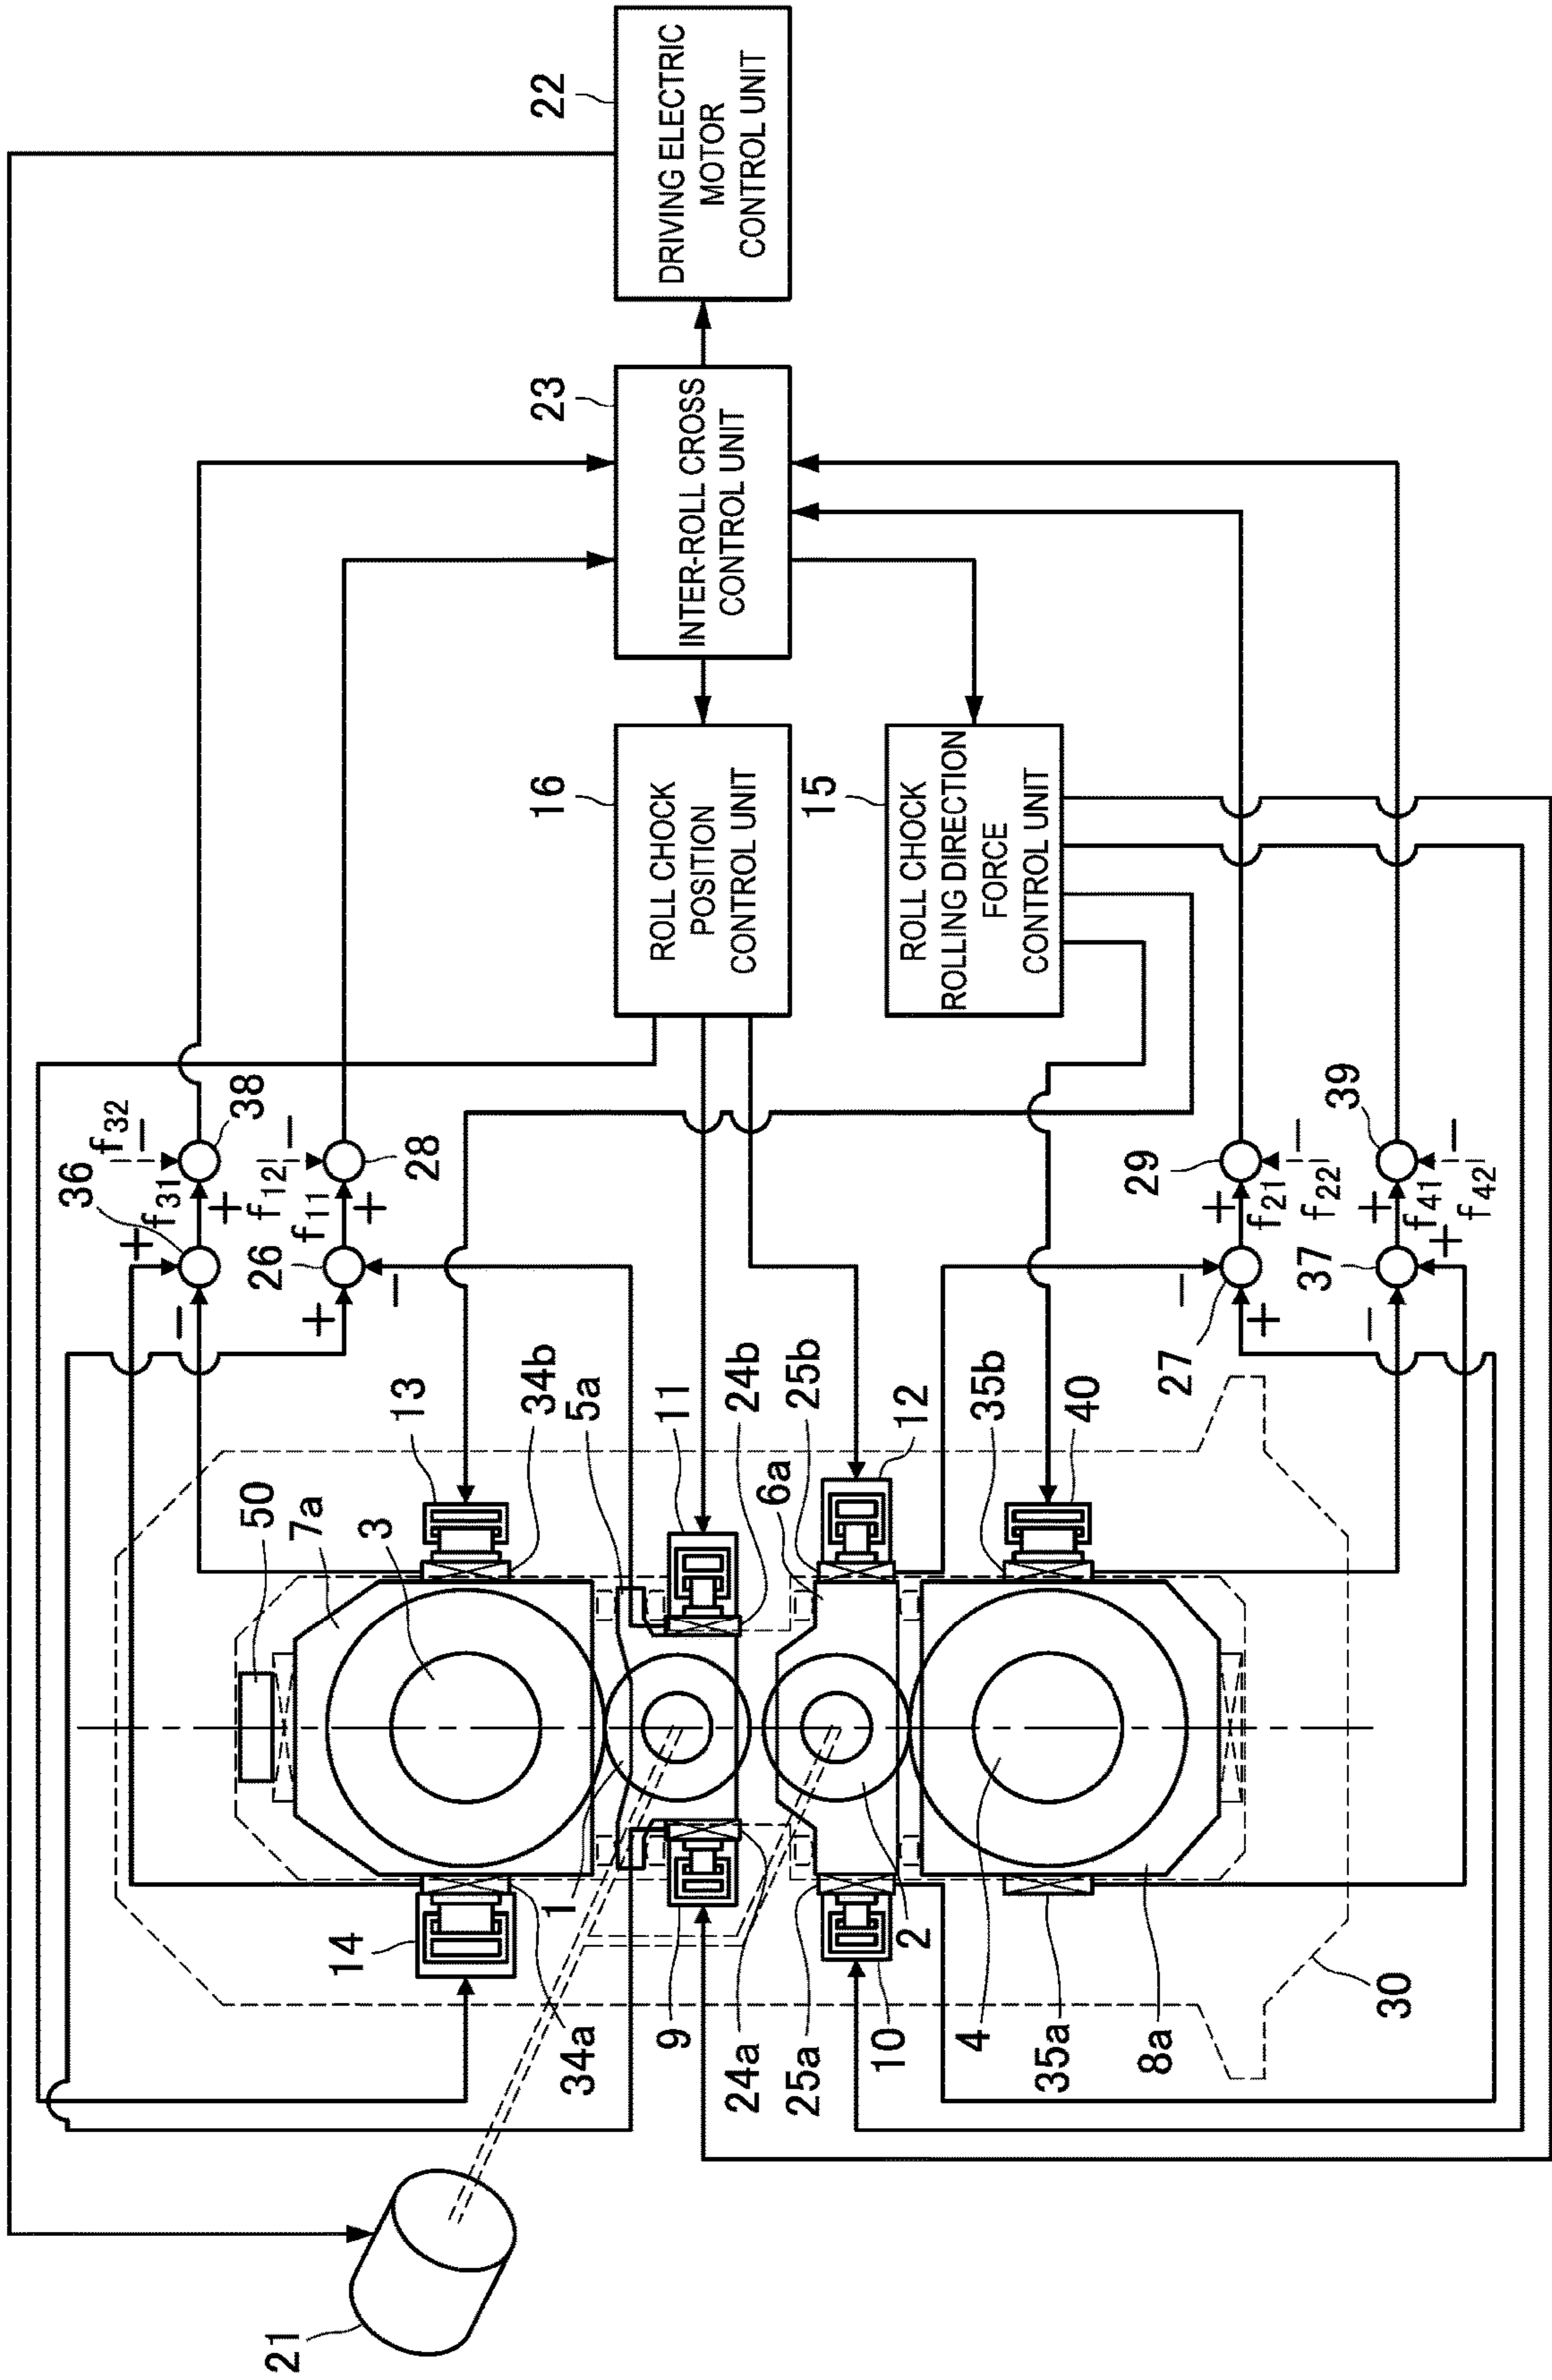 22
DRIVING ELECTRIC
MOTOR
CONTROL UNIT
23
INTER-ROLL CROSS
CONTROL UNIT
16
ROLL CHOCK
POSITION
CONTROL UNIT
15
ROLL CHOCK
ROLLING DIRECTION
FORCE
CONTROL UNIT
f32
−
38
36
+
f31
+
−
f12
−
28
f11
+
26
+
−
29
+
f21
−
f22
−
27
+
39
+
f41
−
f42
37
+
−
50
7a
3
13
34b
5a
11
24b
6a
25b
12
35b
40
14
34a
1
9
24a
25a
10
2
4
35a
8a
30
21